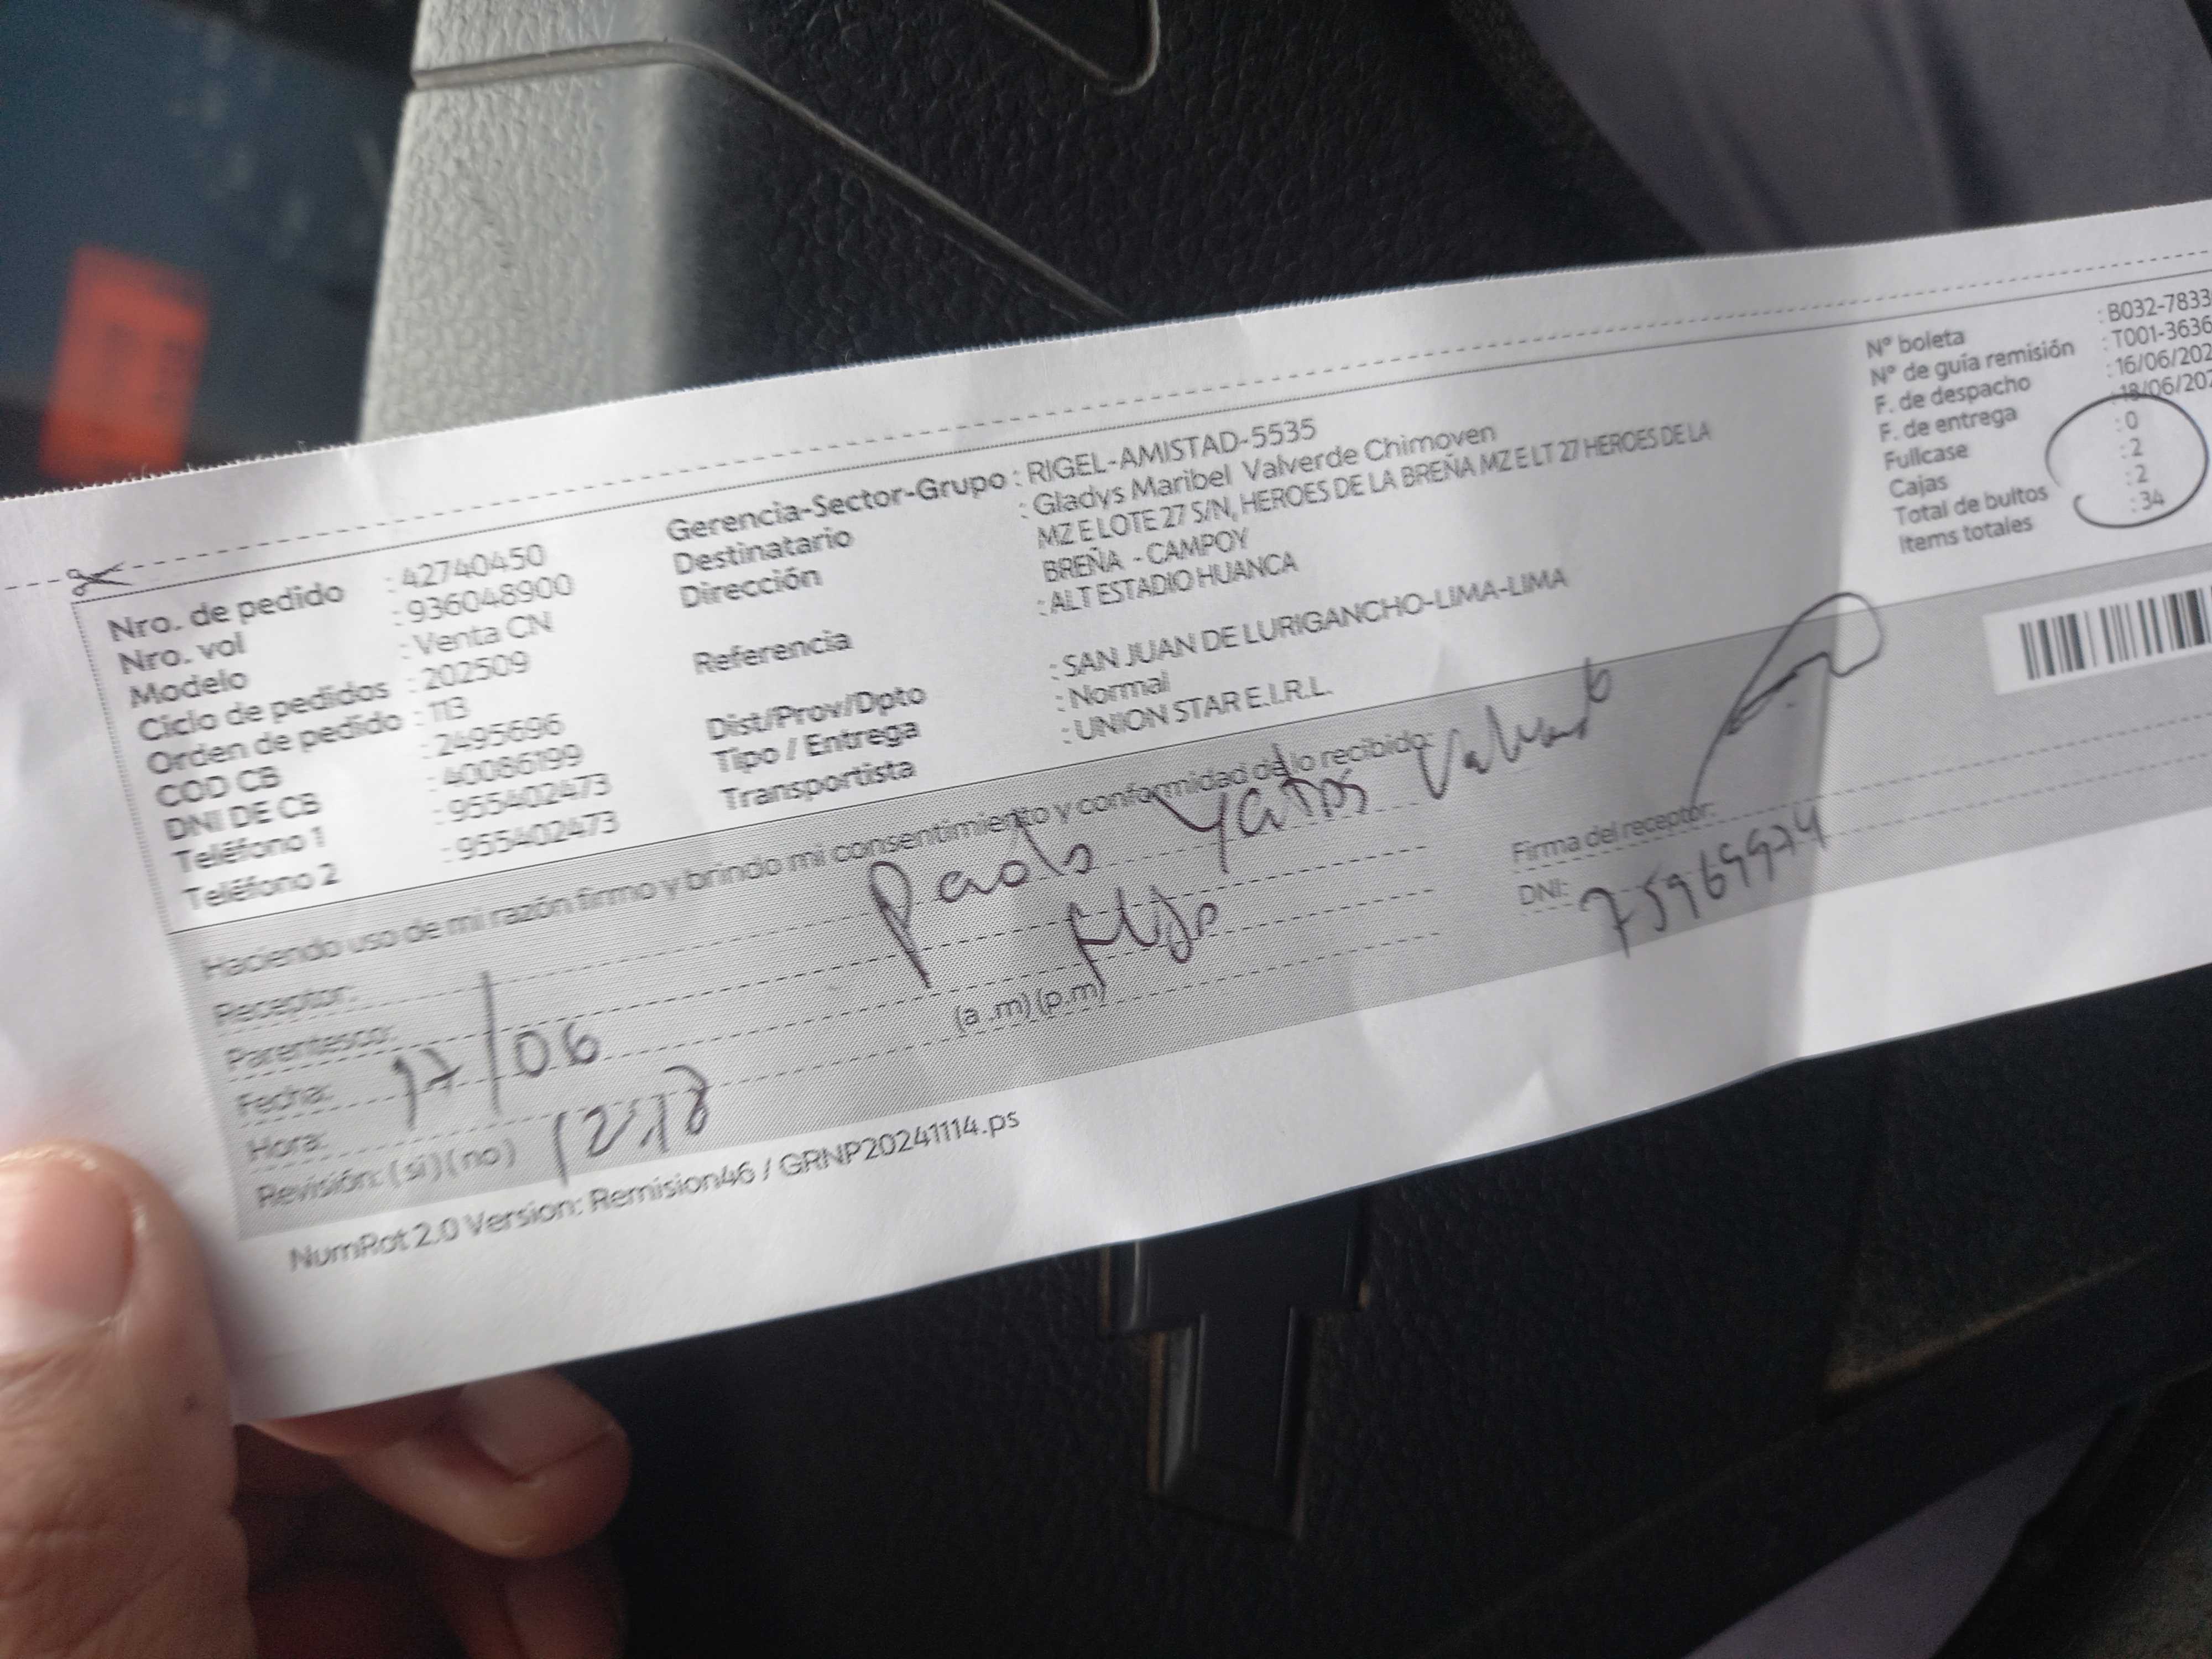 Nro. de pedido : 42740450
Nro. vol : 936048900
Modelo : Venta CN
Ciclo de pedidos : 202509
Orden de pedido : 113
COD CB : 2495696
DNI DE CB : 40086199
Teléfono 1 : 955402473
Teléfono 2 : 955402473
Gerencia-Sector-Grupo : RIGEL-AMISTAD-5535
Destinatario : Gladys Maribel Valverde Chimoven
Dirección MZ E LOTE 27 S/N, HEROES DE LA BREÑA MZ E LT 27 HEROES DE LA
BREÑA - CAMPOY
Referencia : ALT ESTADIO HUANCA
Dist/Prov/Dpto : SAN JUAN DE LURIGANCHO-LIMA-LIMA
Tipo / Entrega : Normal
Transportista : UNION STAR E.I.R.L.
N° boleta : B032-7833
N° de guía remisión : T001-3636
F. de despacho : 16/06/202
F. de entrega : 18/06/202
Fullcase : 0
Cajas : 2
Total de bultos : 2
Items totales : 34
Haciendo uso de mi razón firmo y brindo mi consentimiento y conformidad de lo recibido:
Receptor: Paolo Yatos
Parentesco: Hijo
Fecha: 17/06
Hora: 12:18 (a .m) (p.m)
Revisión: (si) (no)
Firma del receptor:
DNI: 75969974
NumRot 2.0 Version: Remision46 / GRNP20241114.ps